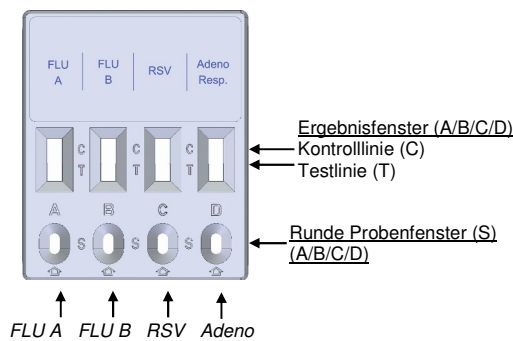 FLU A
FLU B
RSV
Adeno Resp.
Ergebnisfenster (A/B/C/D)
C C C Kontrolllinie (C)
T T T Testlinie (T)
A B C D
S S S Runde Probenfenster (S)
(A/B/C/D)
FLU A FLU B RSV Adeno